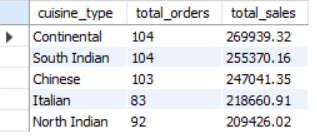 cuisine_type total_orders total_sales
Continental 104 269939.32
South Indian 104 255370.16
Chinese 103 247041.35
Italian 83 218660.91
North Indian 92 209426.02